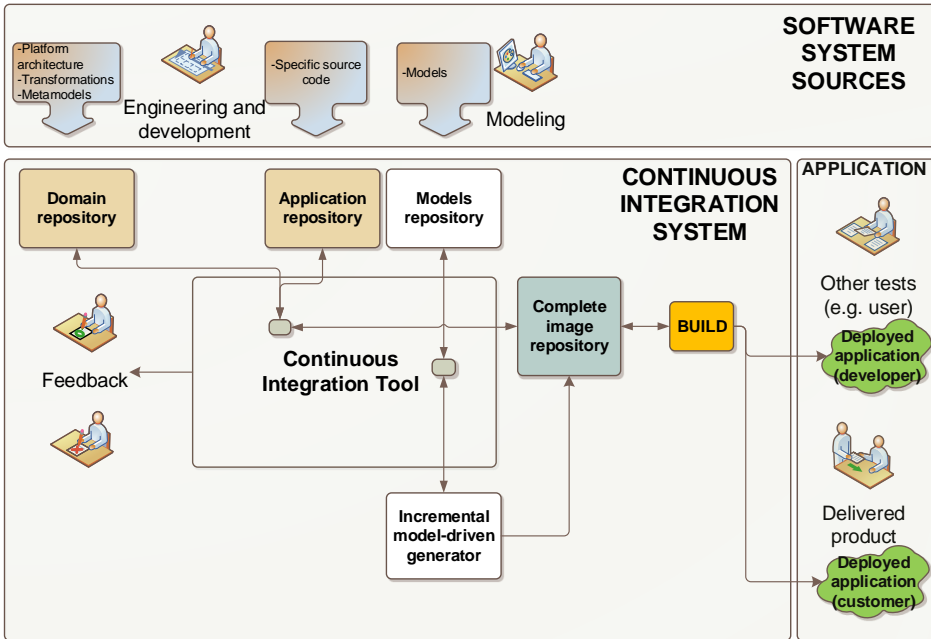 SOFTWARE
SYSTEM
SOURCES
-Platform
architecture
-Transformations
-Metamodels
Engineering and
development
-Specific source
code
-Models
Modeling
CONTINUOUS
INTEGRATION
SYSTEM
Domain
repository
Application
repository
Models
repository
Feedback
Continuous
Integration Tool
Complete
image
repository
BUILD
Incremental
model-driven
generator
APPLICATION
Other tests
(e.g. user)
Deployed
application
(developer)
Delivered
product
Deployed
application
(customer)